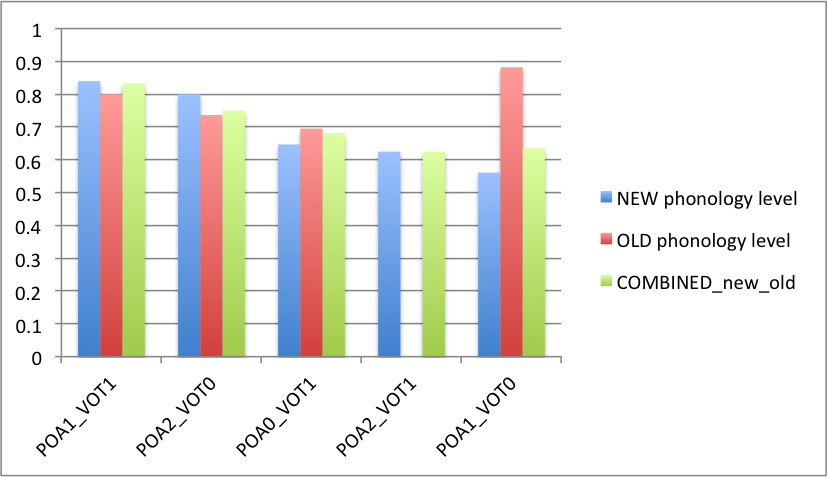 1
0.9
0.8
0.7
0.6
0.5
0.4
0.3
0.2
0.1
0
POA1_VOT1
POA2_VOT0
POA0_VOT1
POA2_VOT1
POA1_VOT0
NEW phonology level
OLD phonology level
COMBINED_new_old